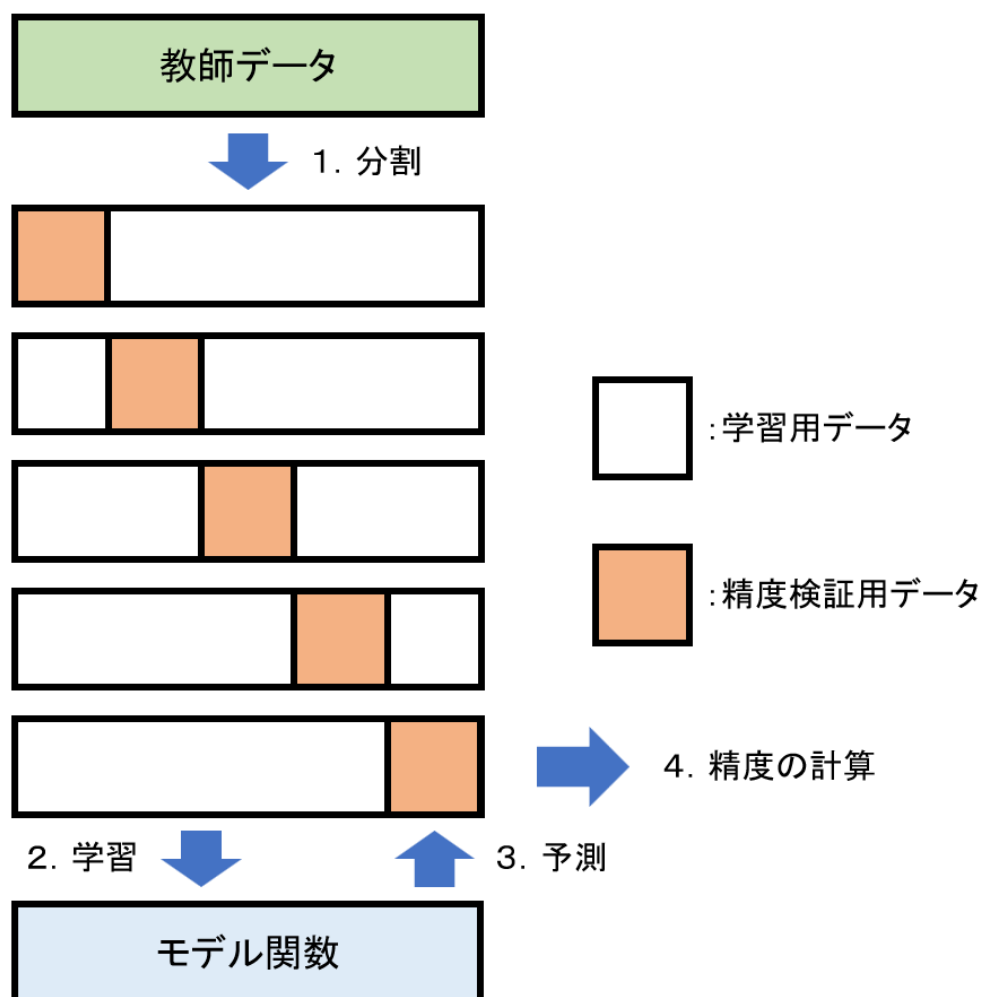 教師データ
1. 分割
:学習用データ
:精度検証用データ
4. 精度の計算
2. 学習
3. 予測
モデル関数